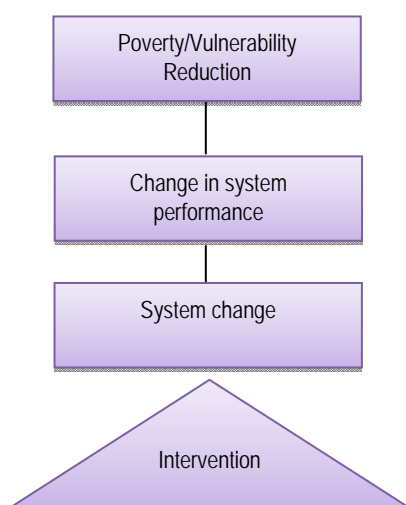 Poverty/Vulnerability
Reduction
Change in system
performance
System change
Intervention